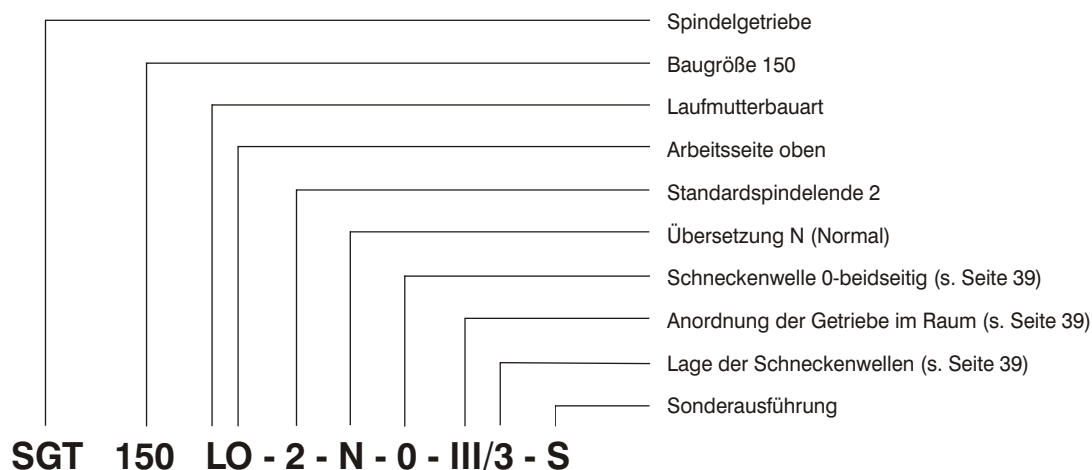 Spindelgetriebe
Baugröße 150
Laufmutterbauart
Arbeitsseite oben
Standardspindelende 2
Übersetzung N (Normal)
Schneckenwelle 0-beidseitig (s. Seite 39)
Anordnung der Getriebe im Raum (s. Seite 39)
Lage der Schneckenwellen (s. Seite 39)
Sonderausführung
SGT 150 LO - 2 - N - 0 - III/3 - S